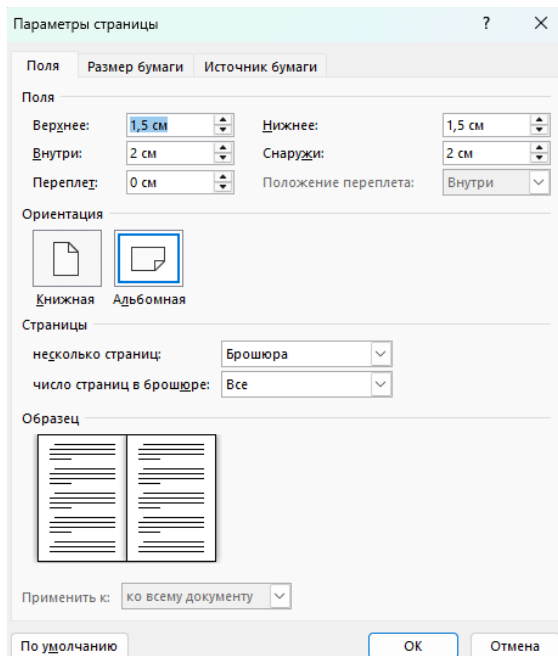 Параметры страницы ?
Поля Размер бумаги Источник бумаги
Поля
Верхнее: 1,5 см Нижнее: 1,5 см
Внутри: 2 см Снаружи: 2 см
Переплет: 0 см Положение переплета: Внутри
Ориентация
Книжная Альбомная
Страницы
несколько страниц: Брошюра
число страниц в брошюре: Все
Образец
Применить к: ко всему документу
По умолчанию ОК Отмена